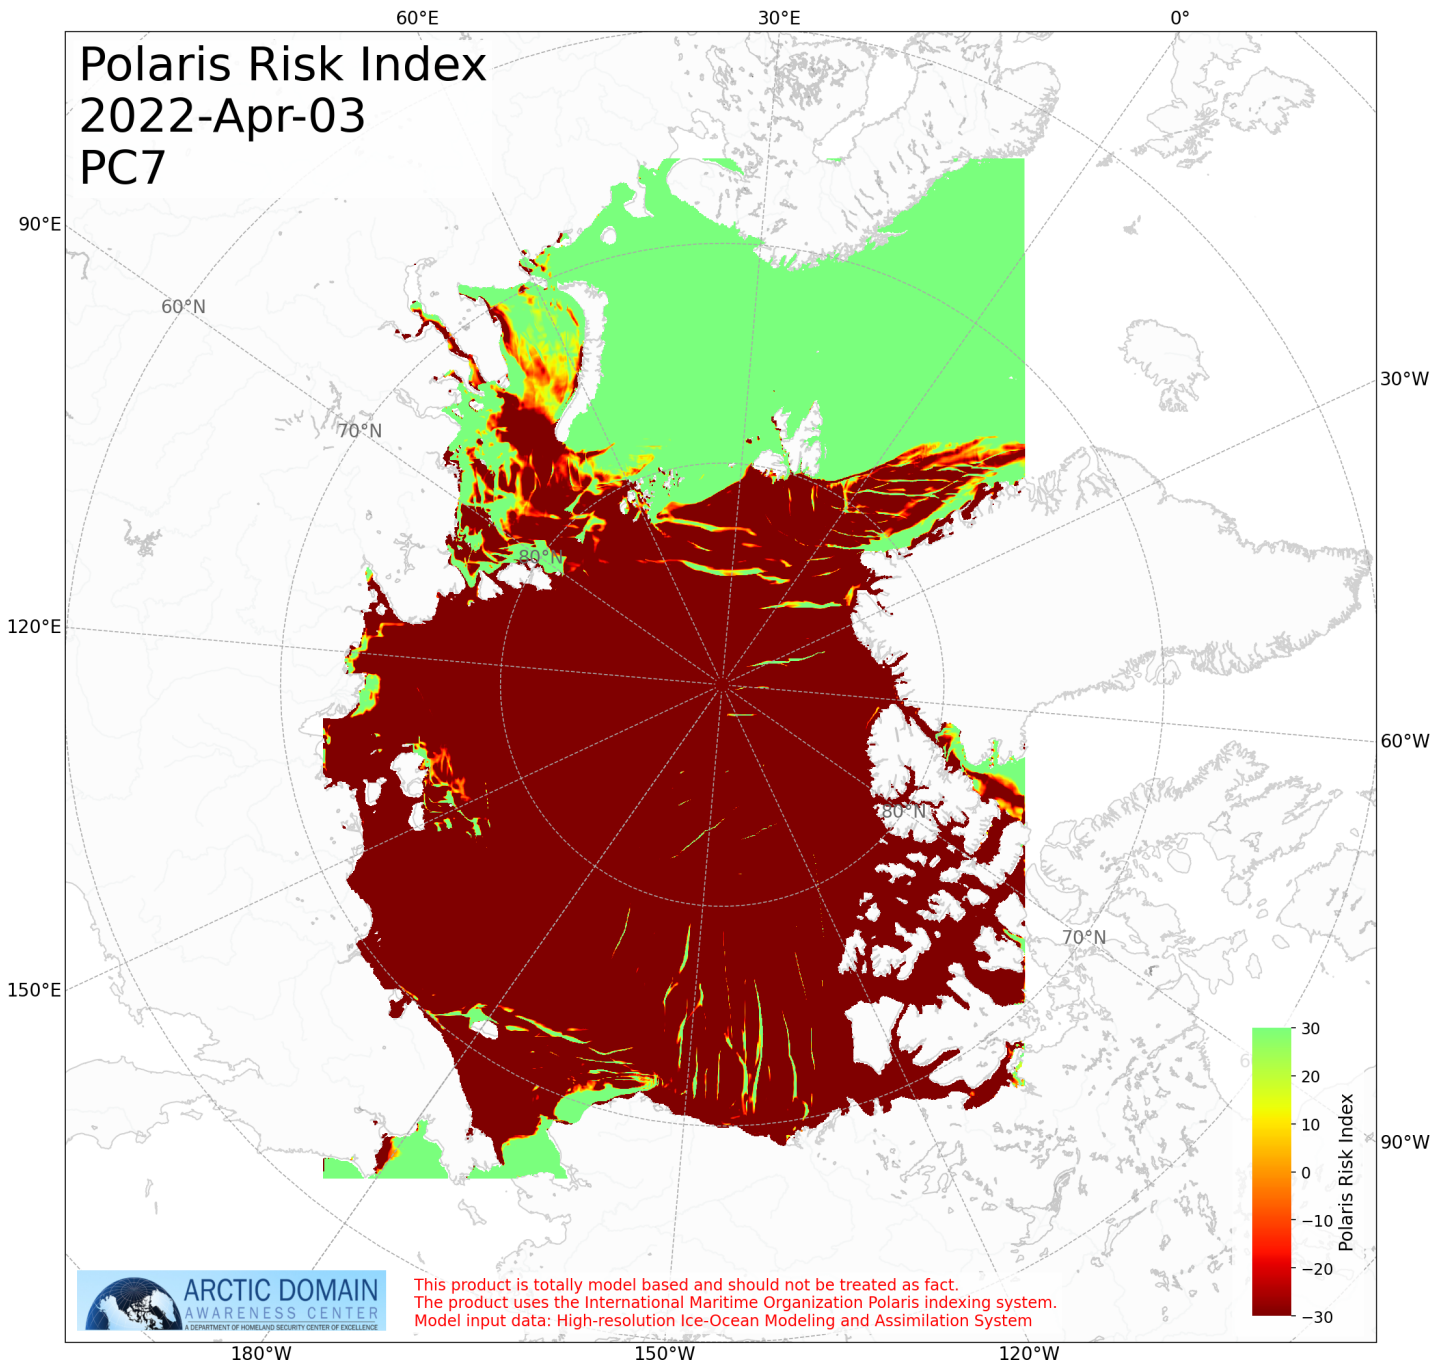 60°E
30°E
0°
Polaris Risk Index
2022-Apr-03
PC7
90°E
60°N
30°W
70°N
80°N
120°E
60°W
80°N
70°N
150°E
30
20
10
0
−10
−20
−30
Polaris Risk Index
90°W
ARCTIC DOMAIN
AWARENESS CENTER
A DEPARTMENT OF HOMELAND SECURITY CENTER OF EXCELLENCE
This product is totally model based and should not be treated as fact.
The product uses the International Maritime Organization Polaris indexing system.
Model input data: High-resolution Ice-Ocean Modeling and Assimilation System
180°W
150°W
120°W